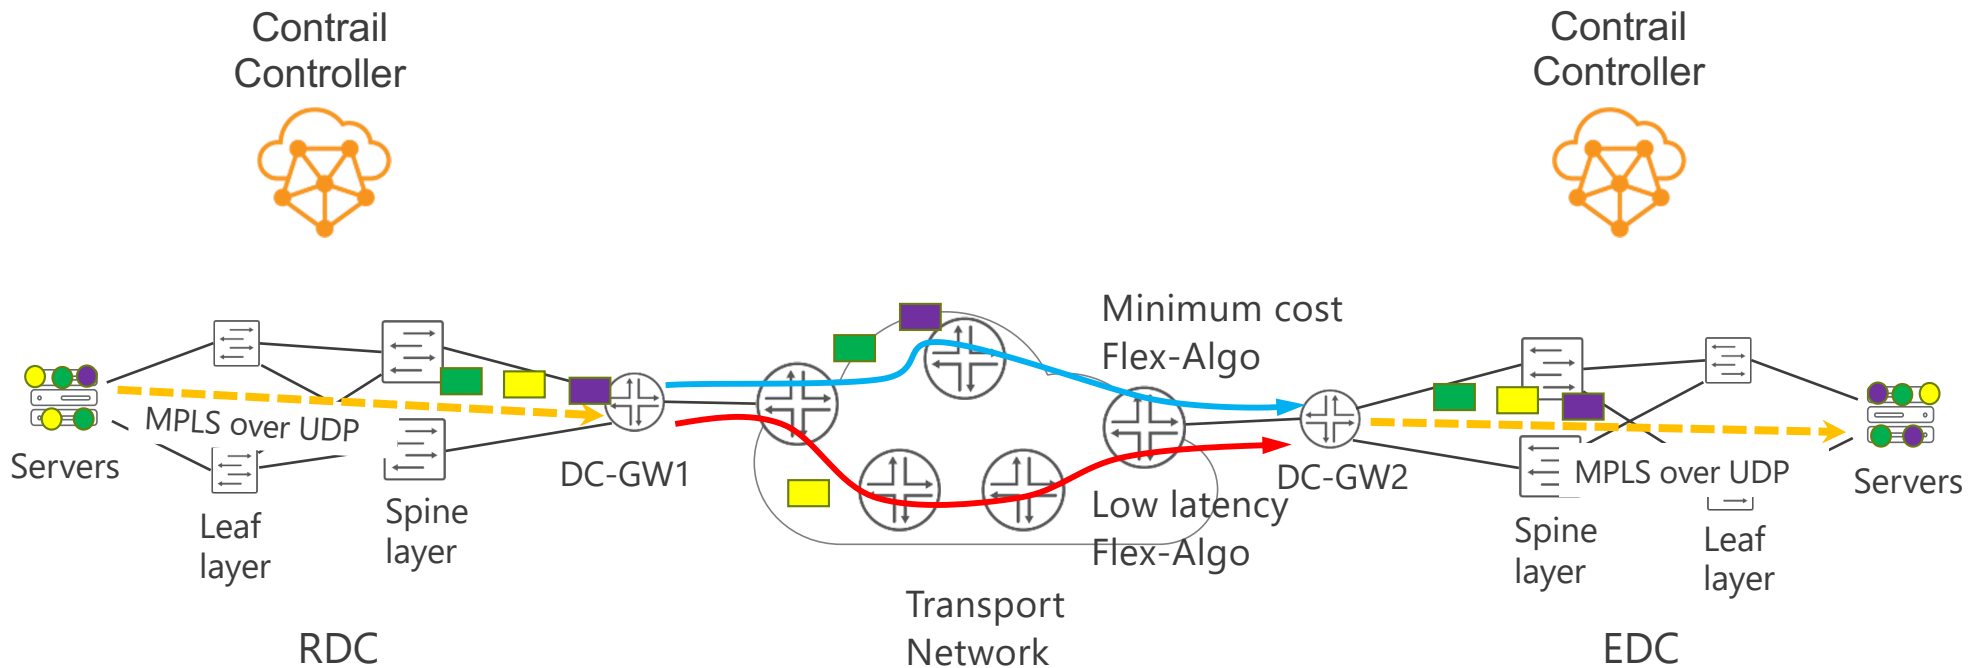 Contrail
Controller
Contrail
Controller
Minimum cost
Flex-Algo
MPLS over UDP
Servers
DC-GW1
Leaf
layer
Spine
layer
Low latency
Flex-Algo
DC-GW2
MPLS over UDP
Servers
Spine
layer
Leaf
layer
Transport
Network
RDC
EDC